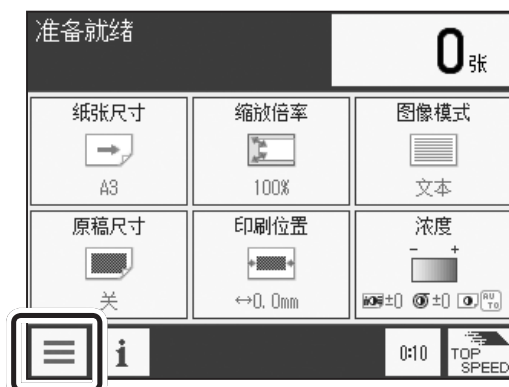 准备就绪
0张
纸张尺寸
缩放倍率
图像模式
A3
100%
文本
原稿尺寸
印刷位置
浓度
- +
关
↔0.0mm
±0 ±0 AUTO
i
0:10
TOP SPEED